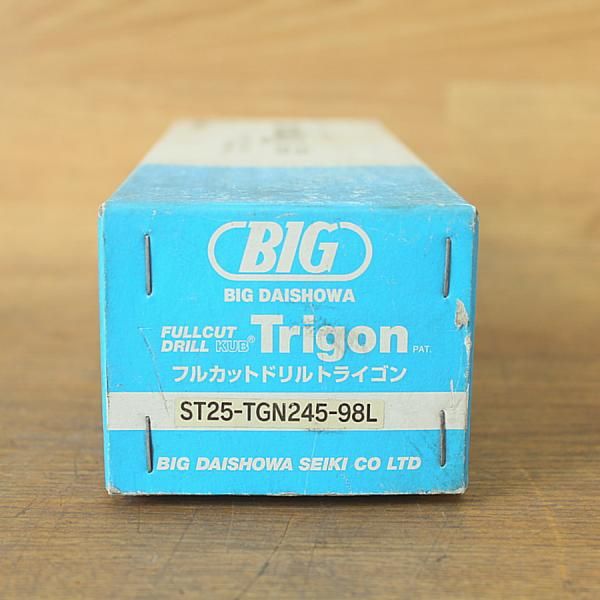 BIG
BIG DAISHOWA
FULLCUT
DRILL KUB® Trigon PAT.
フルカットドリルトライゴン
ST25-TGN245-98L
BIG DAISHOWA SEIKI CO LTD